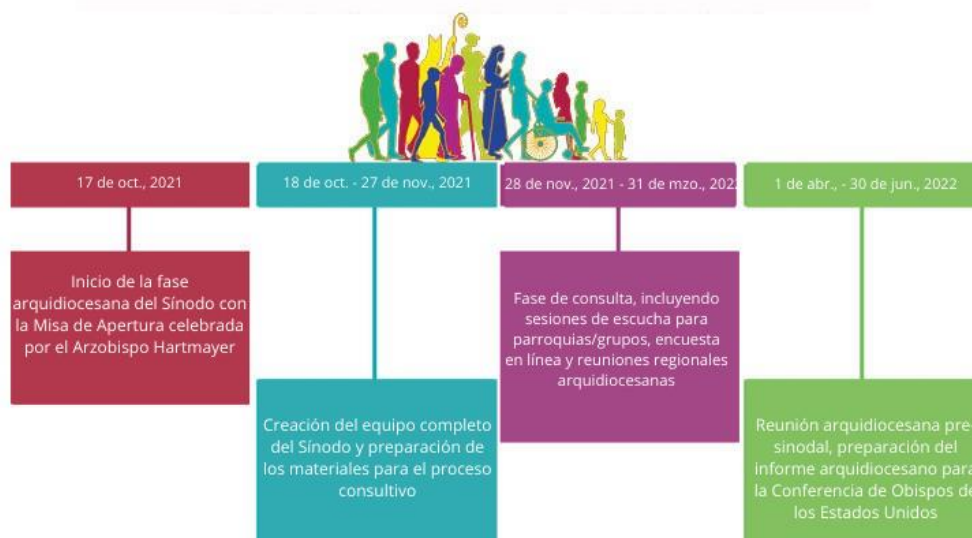 17 de oct., 2021
Inicio de la fase
arquidiocesana del Sínodo con
la Misa de Apertura celebrada
por el Arzobispo Hartmayer
18 de oct. - 27 de nov., 2021
Creación del equipo completo
del Sínodo y preparación de
los materiales para el proceso
consultivo
28 de nov., 2021 - 31 de mzo., 2022
Fase de consulta, incluyendo
sesiones de escucha para
parroquias/grupos, encuesta
en línea y reuniones regionales
arquidiocesanas
1 de abr., - 30 de jun., 2022
Reunión arquidiocesana pre-
sinodal, preparación del
informe arquidiocesano para
la Conferencia de Obispos de
los Estados Unidos